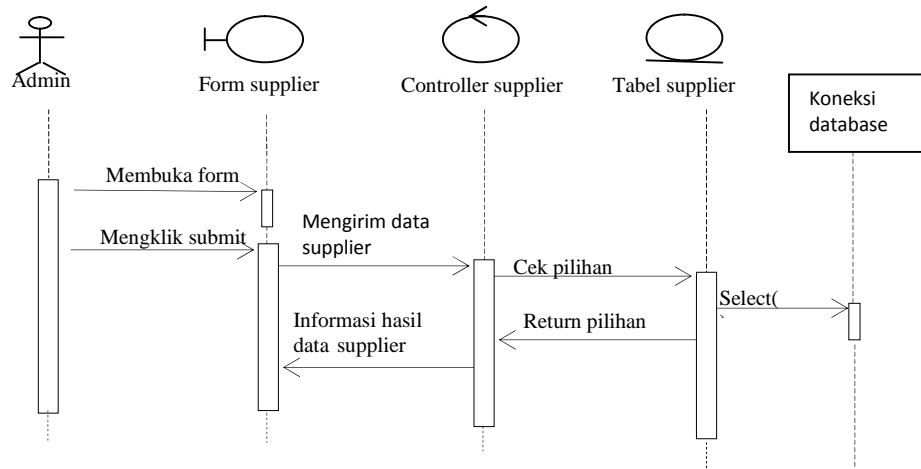 Admin
Form supplier
Controller supplier
Tabel supplier
Koneksi
database
Membuka form
Mengklik submit
Mengirim data
supplier
Cek pilihan
Select(
Return pilihan
Informasi hasil
data supplier